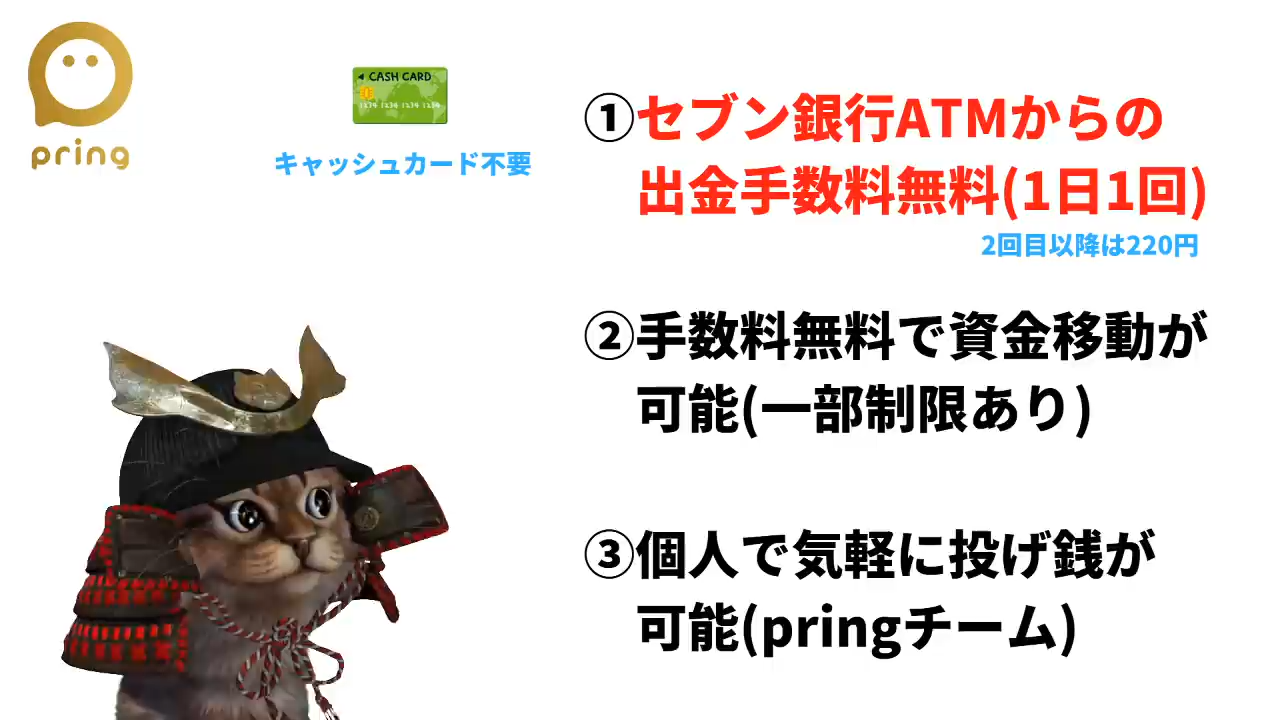 pring
CASH CARD
1234 1234 1234 1234
キャッシュカード不要
①セブン銀行ATMからの
出金手数料無料(1日1回)
2回目以降は220円
②手数料無料で資金移動が
可能(一部制限あり)
③個人で気軽に投げ銭が
可能(pringチーム)